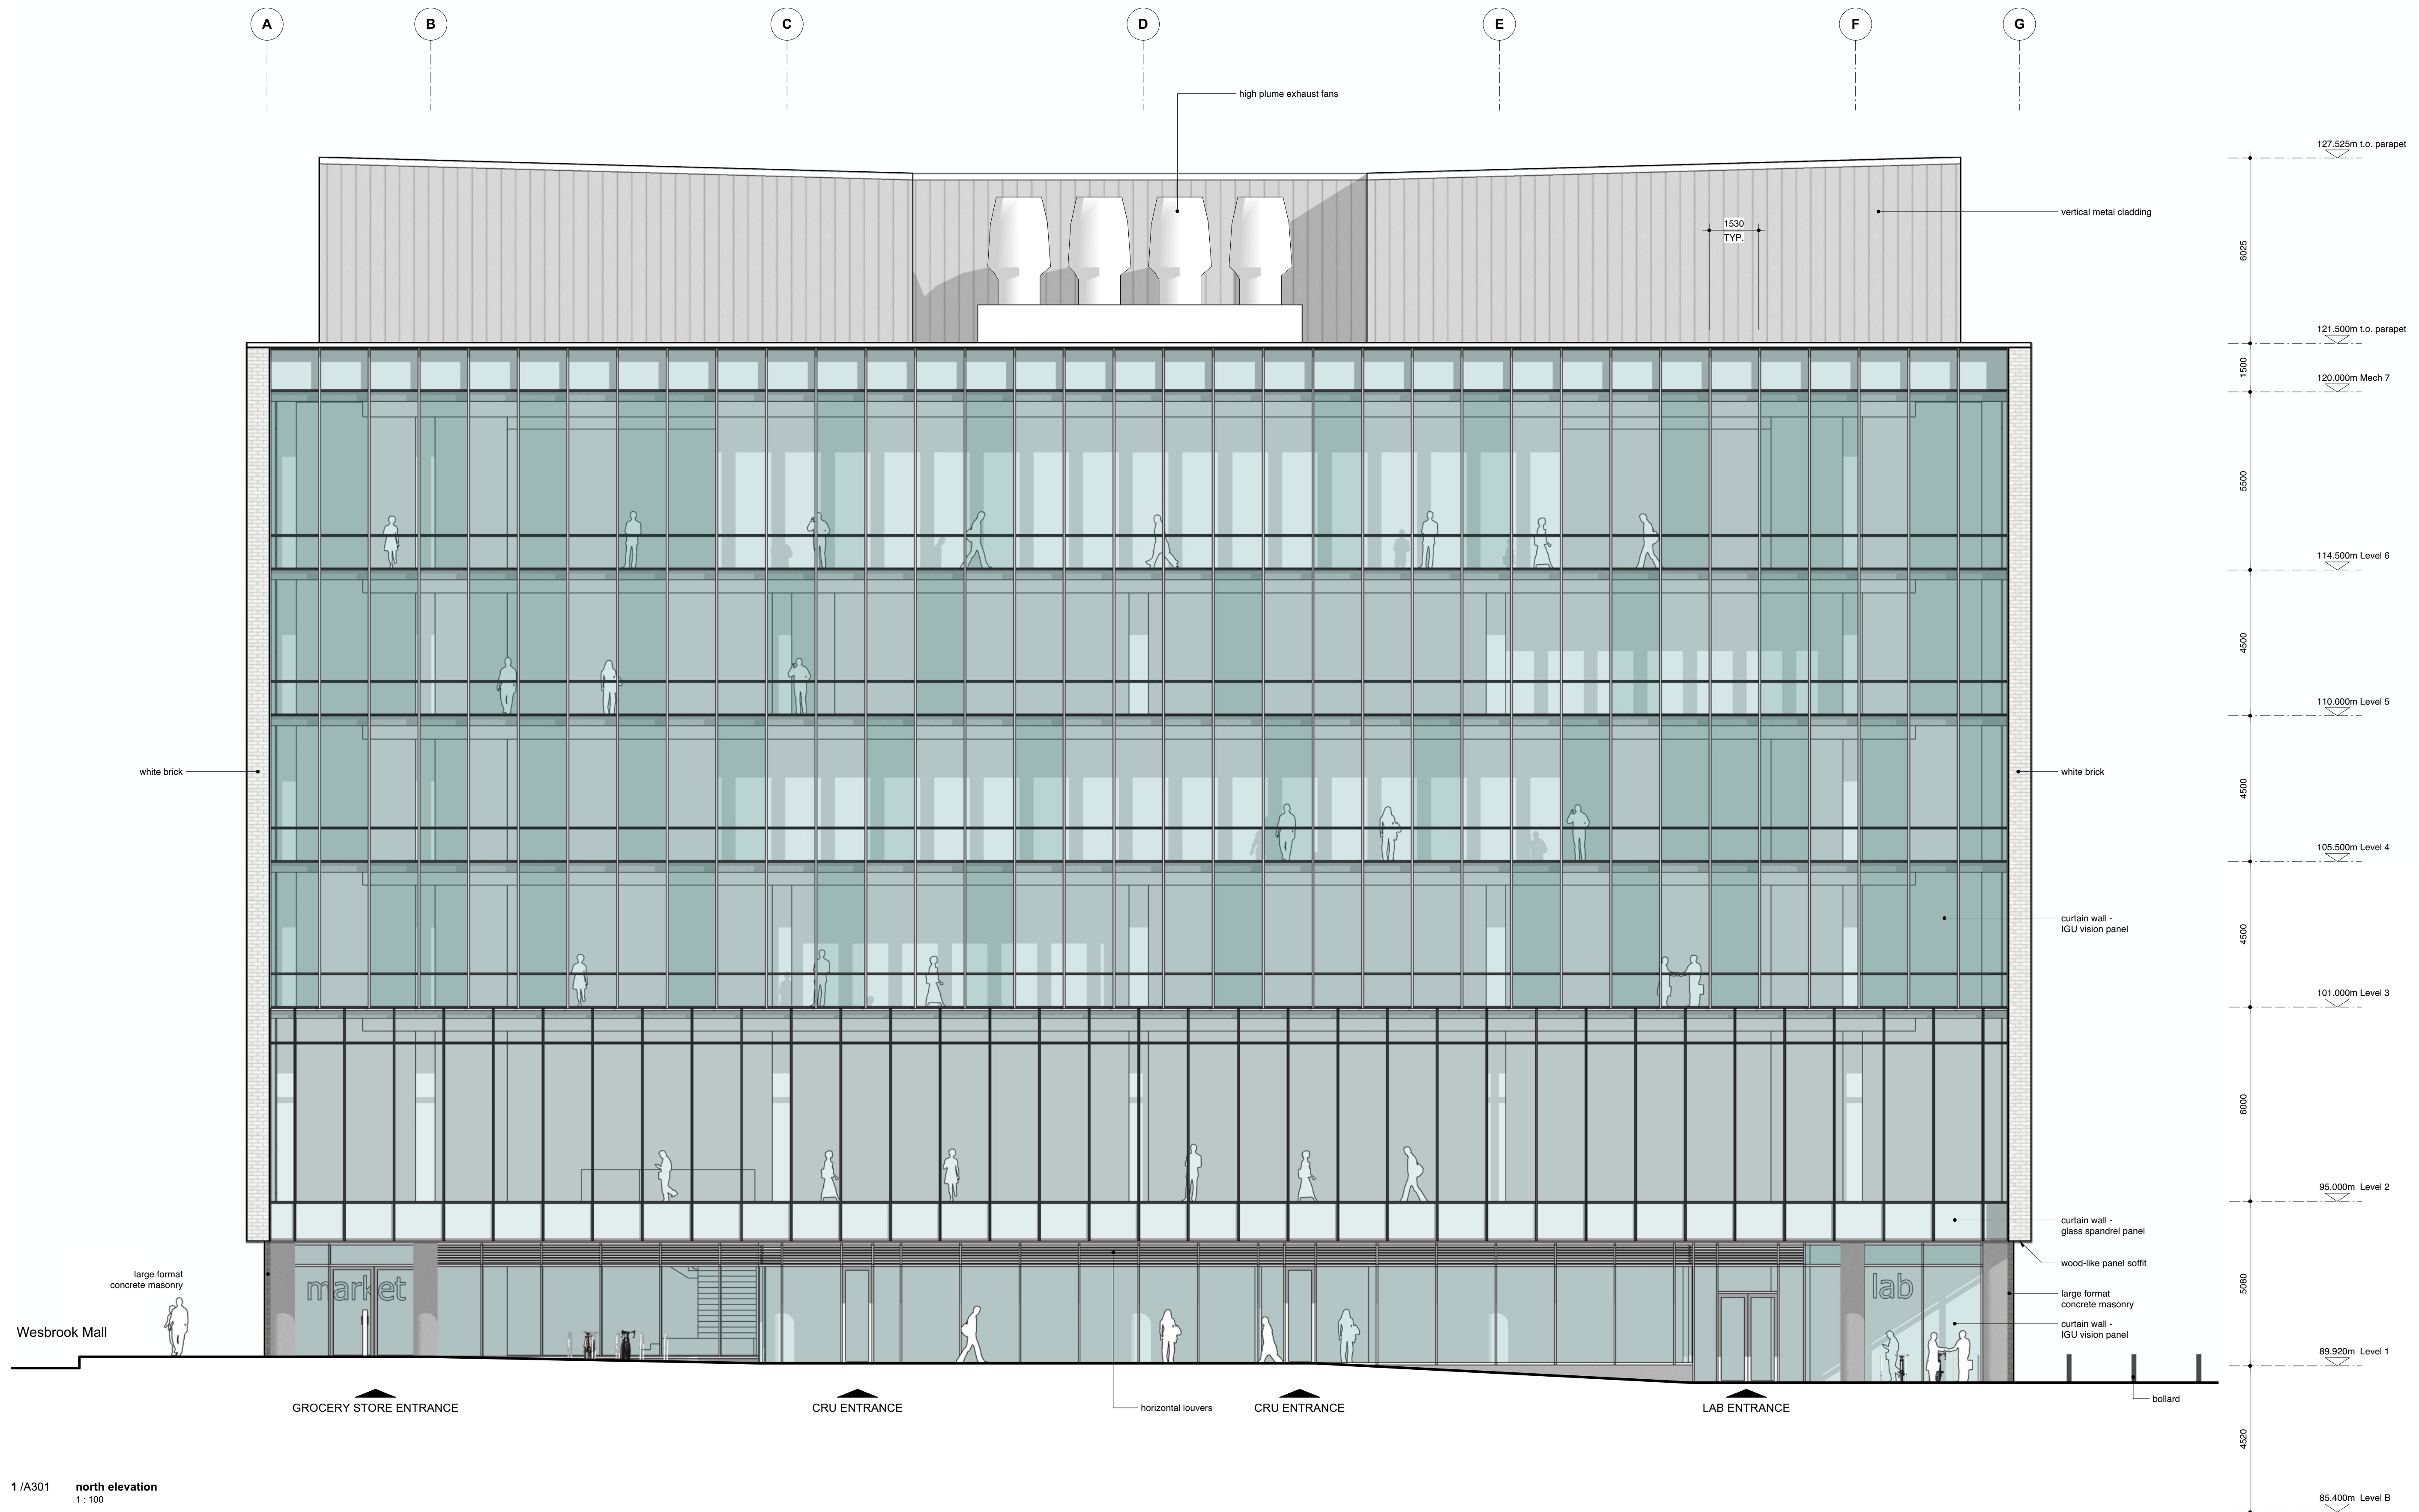 A
B
C
D
E
F
G
high plume exhaust fans
127.525m t.o. parapet
vertical metal cladding
1530
TYP.
6025
121.500m t.o. parapet
1500
120.000m Mech 7
5500
114.500m Level 6
4500
110.000m Level 5
white brick
white brick
4500
105.500m Level 4
curtain wall -
IGU vision panel
4500
101.000m Level 3
6000
95.000m Level 2
curtain wall -
glass spandrel panel
wood-like panel soffit
large format
concrete masonry
market
lab
5080
large format
concrete masonry
curtain wall -
IGU vision panel
Wesbrook Mall
89.920m Level 1
bollard
GROCERY STORE ENTRANCE
CRU ENTRANCE
horizontal louvers
CRU ENTRANCE
LAB ENTRANCE
4520
1 /A301 north elevation
1 : 100
85.400m Level B